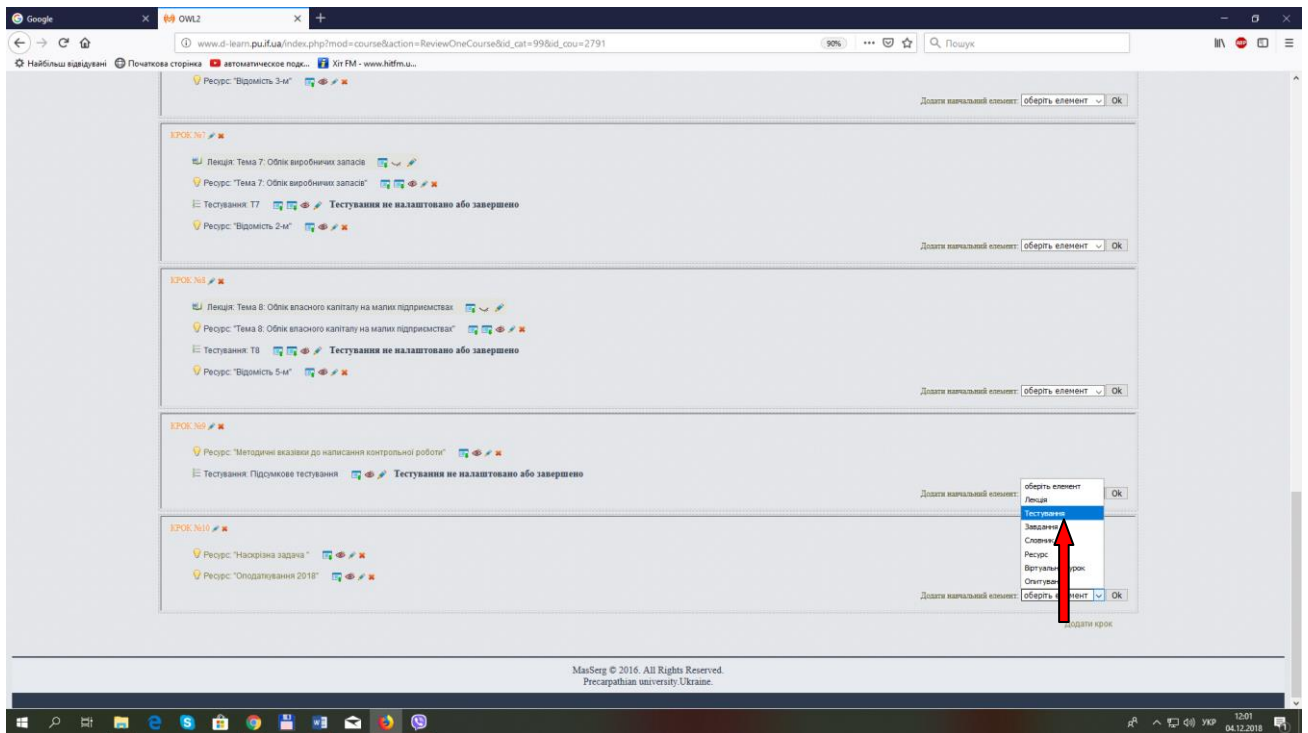 Google
OWL2
www.d-learn.pu.if.ua/index.php?mod=course&action=ReviewOneCourse&id_cat=99&id_cou=2791
90%
Пошук
Найбільш відвідувані
Початкова сторінка
автоматическое подк...
Хіт FM - www.hitfm.u...
Ресурс: "Відомість 3-м"
Додати навчальний елемент: оберіть елемент Ok
КРОК №7
Лекція: Тема 7: Облік виробничих запасів
Ресурс: "Тема 7: Облік виробничих запасів"
Тестування: Т7 Тестування не налаштовано або завершено
Ресурс: "Відомість 2-м"
Додати навчальний елемент: оберіть елемент Ok
КРОК №8
Лекція: Тема 8: Облік власного капіталу на малих підприємствах
Ресурс: "Тема 8: Облік власного капіталу на малих підприємствах"
Тестування: Т8 Тестування не налаштовано або завершено
Ресурс: "Відомість 5-м"
Додати навчальний елемент: оберіть елемент Ok
КРОК №9
Ресурс: "Методичні вказівки до написання контрольної роботи"
Тестування: Підсумкове тестування Тестування не налаштовано або завершено
Додати навчальний елемент: Ok
оберіть елемент
Лекція
Тестування
Завдання
Словник
Ресурс
КРОК №10
Ресурс: "Наскрізна задача "
Ресурс: "Оподаткування 2018"
Додати навчальний елемент: оберіть Ok
Додати крок
MasSerg © 2016. All Rights Reserved.
Precarpathian university.Ukraine.
УКР
12:01
04.12.2018